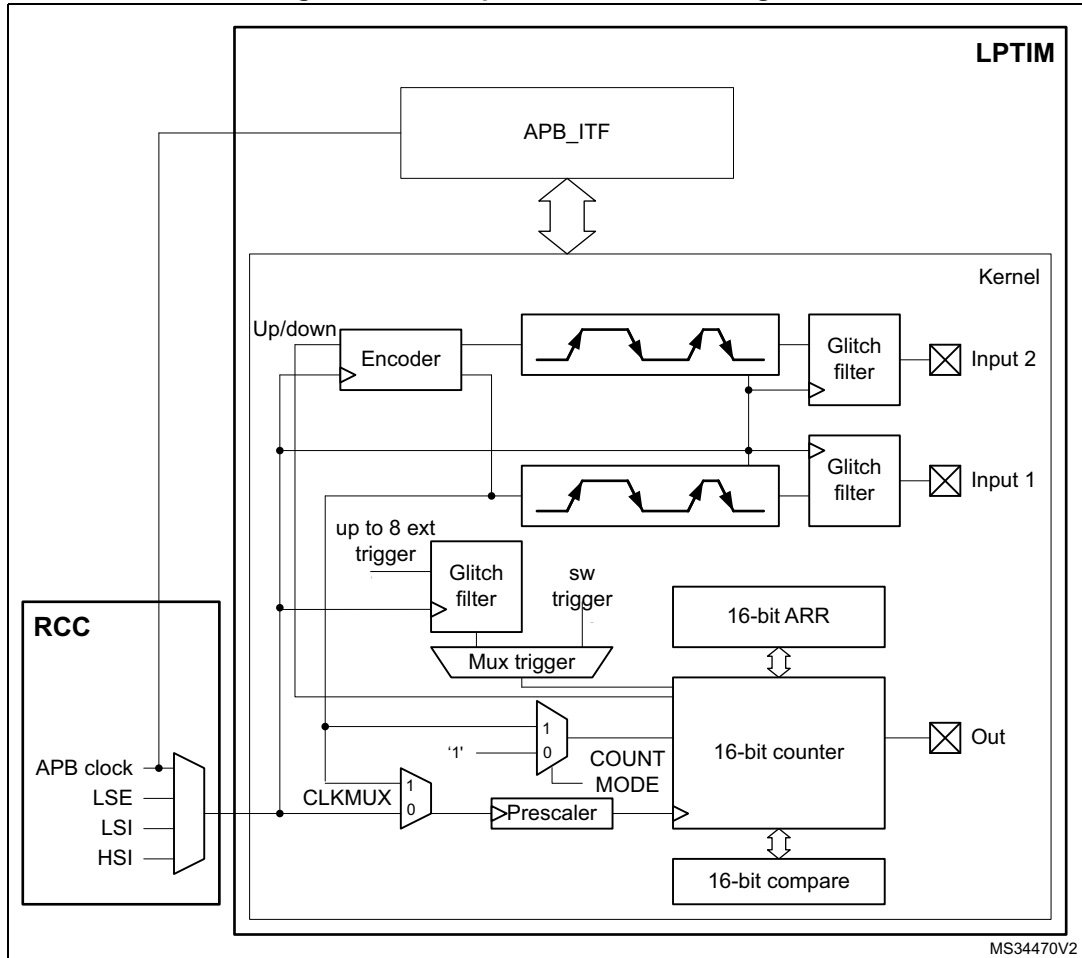 LPTIM
APB_ITF
Kernel
Up/down
Encoder
Glitch
filter
Input 2
Glitch
filter
Input 1
up to 8 ext
trigger
Glitch
filter
sw
trigger
Mux trigger
16-bit ARR
RCC
APB clock
LSE
LSI
HSI
CLKMUX
1
0
'1'
1
0
COUNT
MODE
Prescaler
16-bit counter
Out
16-bit compare
MS34470V2